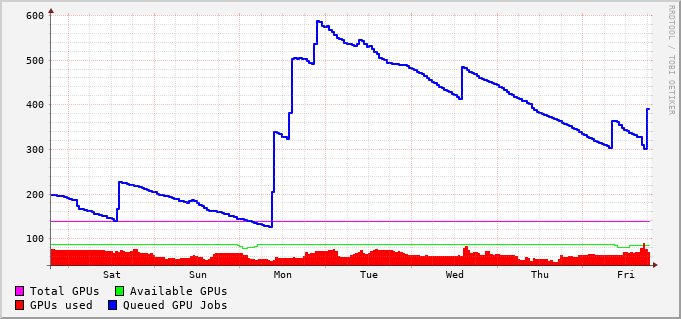 600
500
400
300
200
100
Sat Sun Mon Tue Wed Thu Fri
Total GPUs Available GPUs
GPUs used Queued GPU Jobs
RRDTOOL / TOBI OETIKER